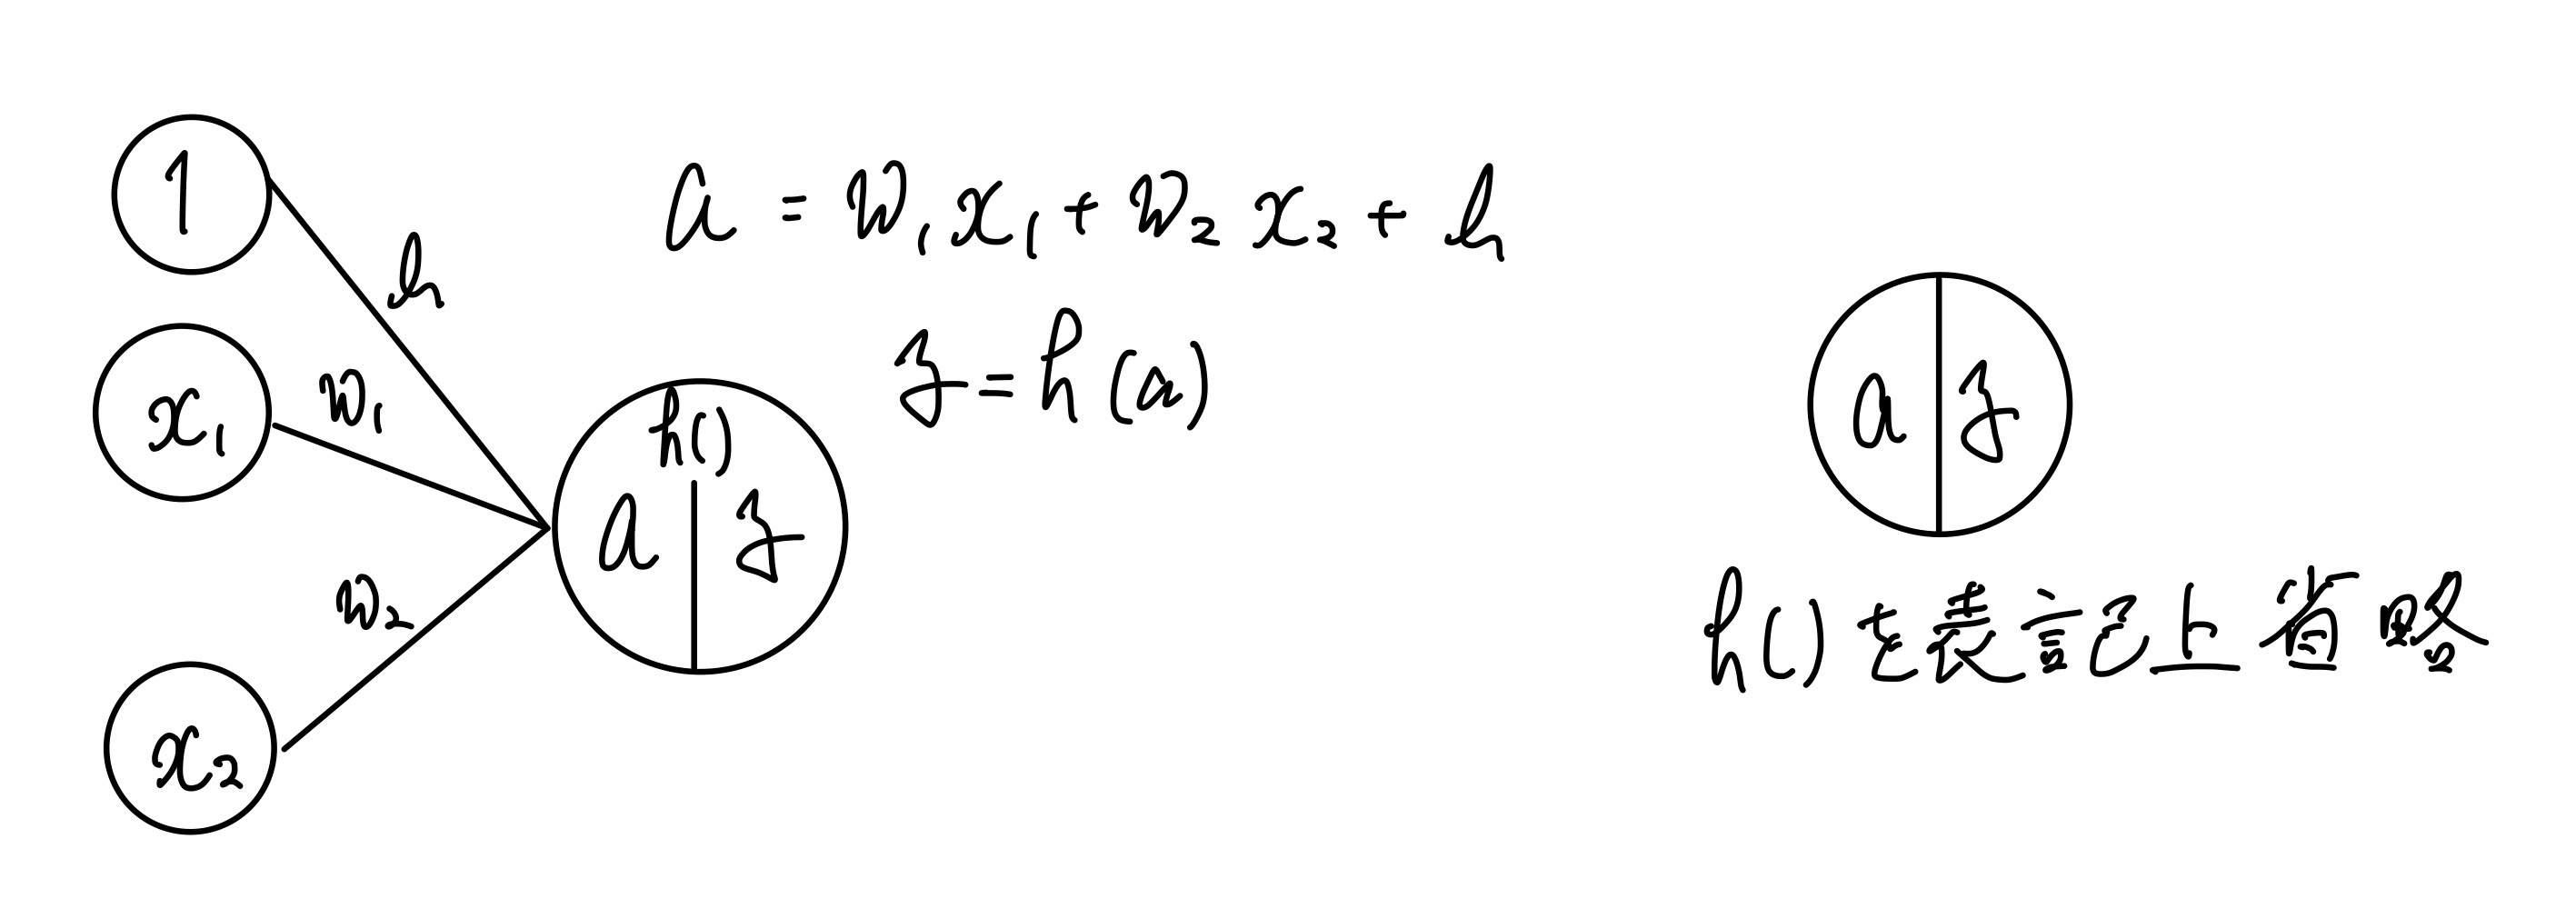 1
h
a = w₁x₁ + w₂x₂ + h
x₁
w₁
z = h(a)
h()
a z
a z
w₂
x₂
h()を表記上省略